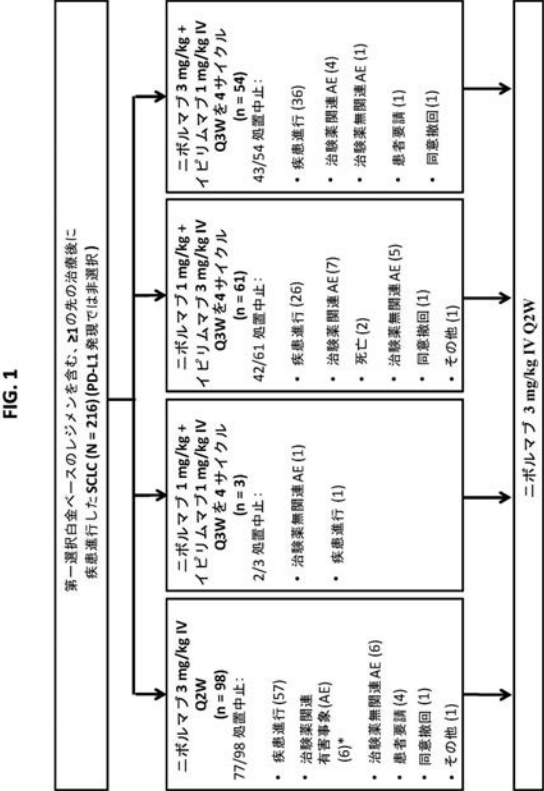 FIG. 1
第一選択白金ベースのレジメンを含む、≥1の先の治療後に
疾患進行したSCLC (N = 216) (PD-L1 発現では非選択)
ニボルマブ 3 mg/kg IV
Q2W
(n = 98)
77/98 処置中止:
• 疾患進行 (57)
• 治験薬関連
有害事象(AE)
(6)*
• 治験薬無関連 AE (6)
• 患者要請 (4)
• 同意撤回 (1)
• その他 (1)
ニボルマブ 1 mg/kg +
イピリムマブ1 mg/kg IV
Q3W を 4 サイクル
(n = 3)
2/3 処置中止:
• 治験薬無関連 AE (1)
• 疾患進行 (1)
ニボルマブ 1 mg/kg +
イピリムマブ 3 mg/kg IV
Q3W を 4 サイクル
(n = 61)
42/61 処置中止:
• 疾患進行 (26)
• 治験薬関連 AE (7)
• 死亡 (2)
• 治験薬無関連 AE (5)
• 同意撤回 (1)
• その他 (1)
ニボルマブ 3 mg/kg +
イピリムマブ 1 mg/kg IV
Q3W を 4 サイクル
(n = 54)
43/54 処置中止:
• 疾患進行 (36)
• 治験薬関連 AE (4)
• 治験薬無関連 AE (1)
• 患者要請 (1)
• 同意撤回(1)
ニボルマブ 3 mg/kg IV Q2W